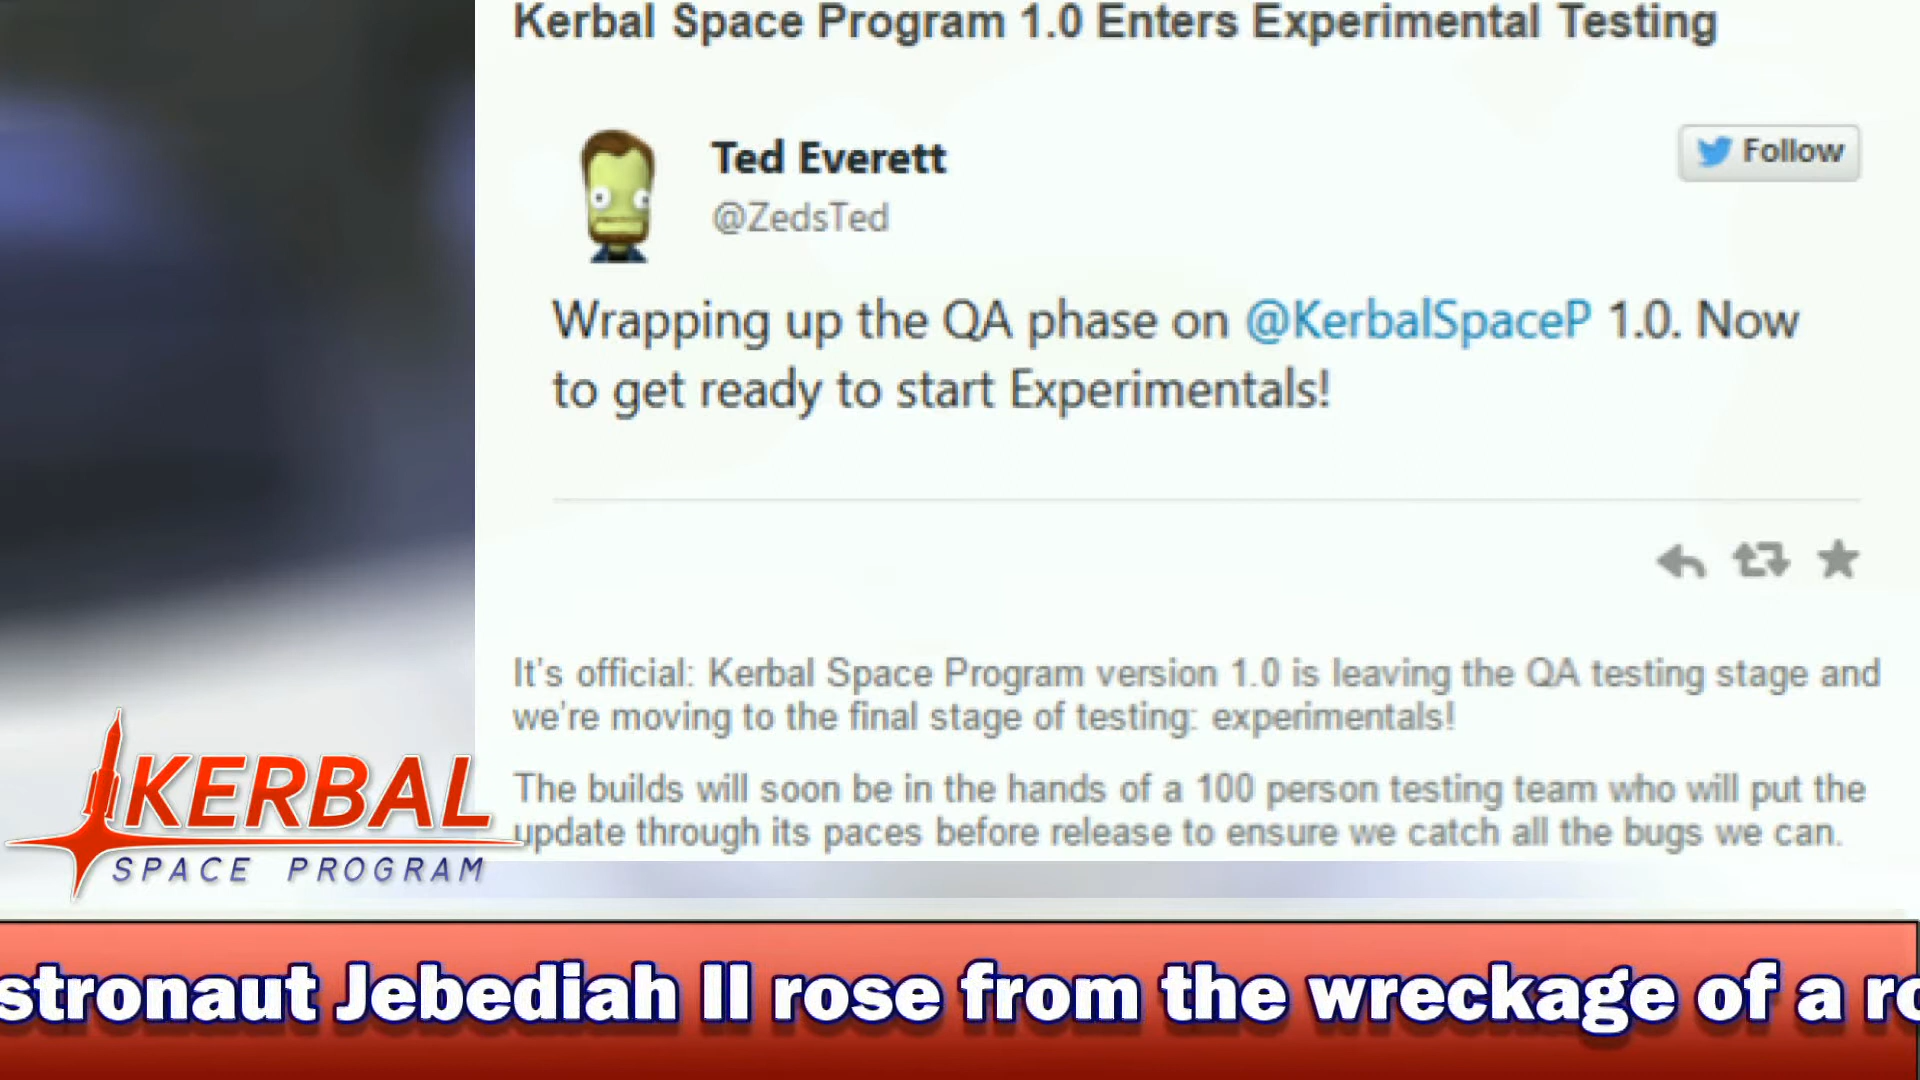 Kerbal Space Program 1.0 Enters Experimental Testing
Ted Everett
Follow
@ZedsTed
Wrapping up the QA phase on @KerbalSpaceP 1.0. Now
to get ready to start Experimentals!
It's official: Kerbal Space Program version 1.0 is leaving the QA testing stage and
we're moving to the final stage of testing: experimentals!
The builds will soon be in the hands of a 100 person testing team who will put the
update through its paces before release to ensure we catch all the bugs we can.
KERBAL
SPACE PROGRAM
stronaut Jebediah II rose from the wreckage of a ro